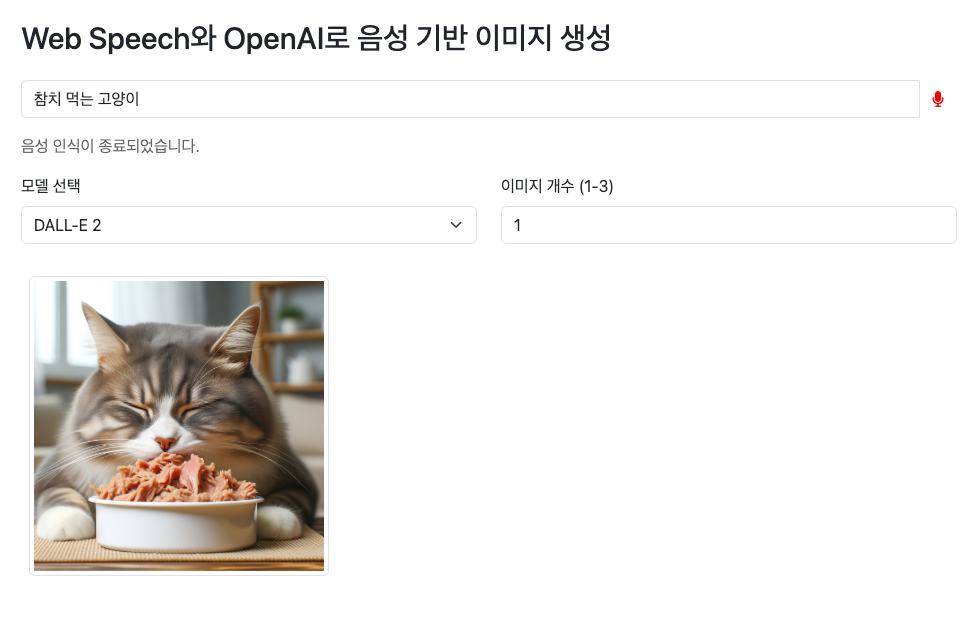 Web Speech와 OpenAI로 음성 기반 이미지 생성
참치 먹는 고양이
음성 인식이 종료되었습니다.
모델 선택
이미지 개수 (1-3)
DALL-E 2
1